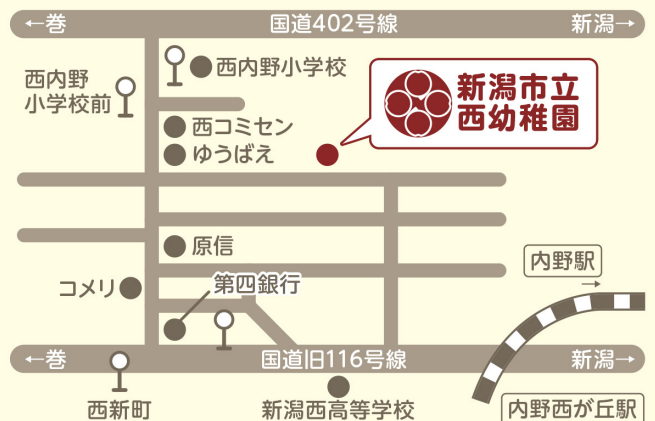 ←巻
国道402号線
新潟→
西内野
小学校前
西内野小学校
新潟市立
西幼稚園
西コミセン
ゆうばえ
原信
内野駅
→
コメリ
第四銀行
←巻
国道旧116号線
新潟→
西新町
新潟西高等学校
内野西が丘駅